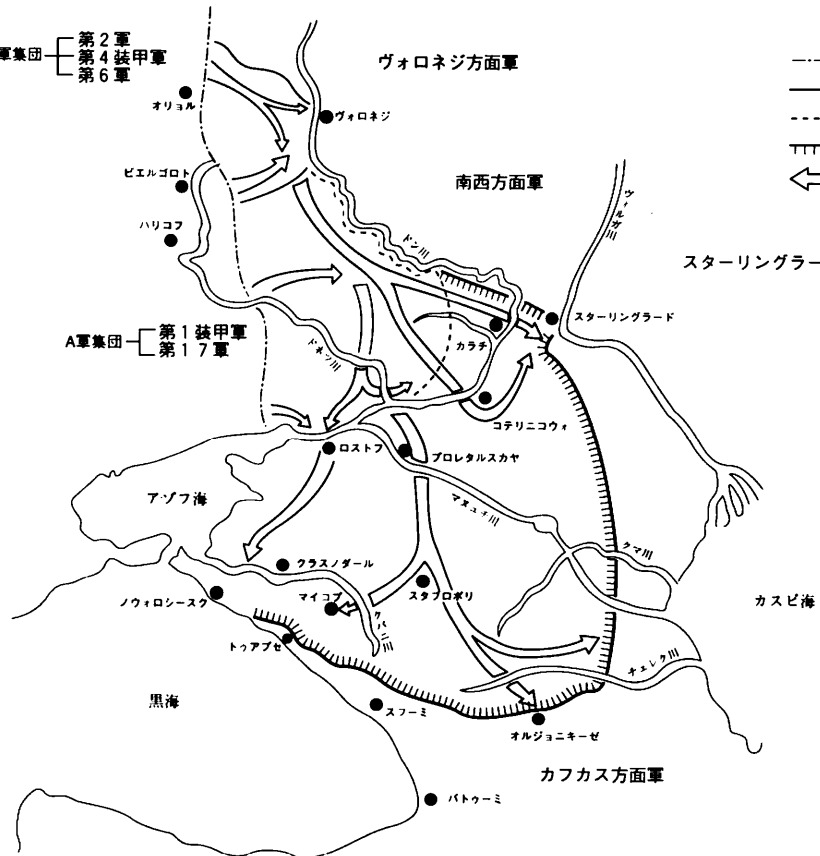 軍集団
第2軍
第4装甲軍
第6軍
ヴォロネジ方面軍
オリョル
ヴォロネジ
ビエルゴロト
南西方面軍
ハリコフ
ドン川
ヴォルガ川
スターリングラー
スターリングラード
A軍集団
第1装甲軍
第17軍
カラチ
ドネツ川
コテリニコウォ
ロストフ
プロレタルスカヤ
アゾフ海
マヌュチ川
クマ川
クラスノダール
スタブロポリ
カスピ海
ノウォロシースク
マイコプ
クバニ川
トゥアプセ
チェレク川
黒海
スフーミ
オルジョニキーゼ
カフカス方面軍
バトゥーミ